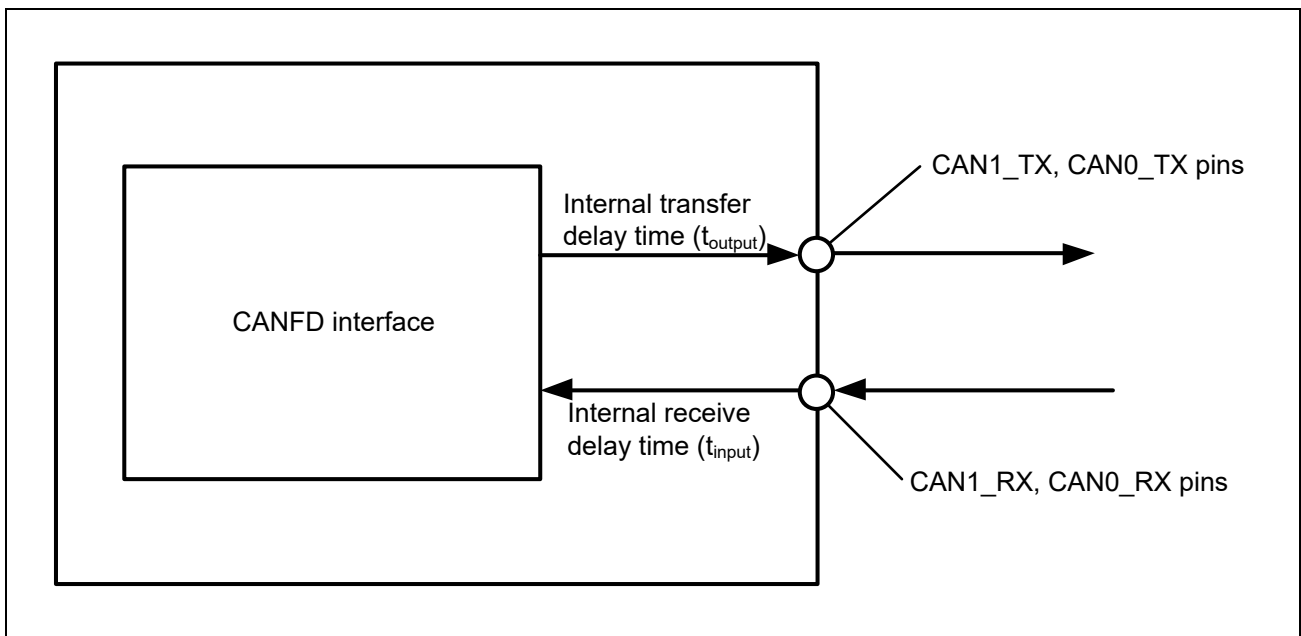 CAN1_TX, CAN0_TX pins
Internal transfer
delay time (toutput)
CANFD interface
Internal receive
delay time (tinput)
CAN1_RX, CAN0_RX pins